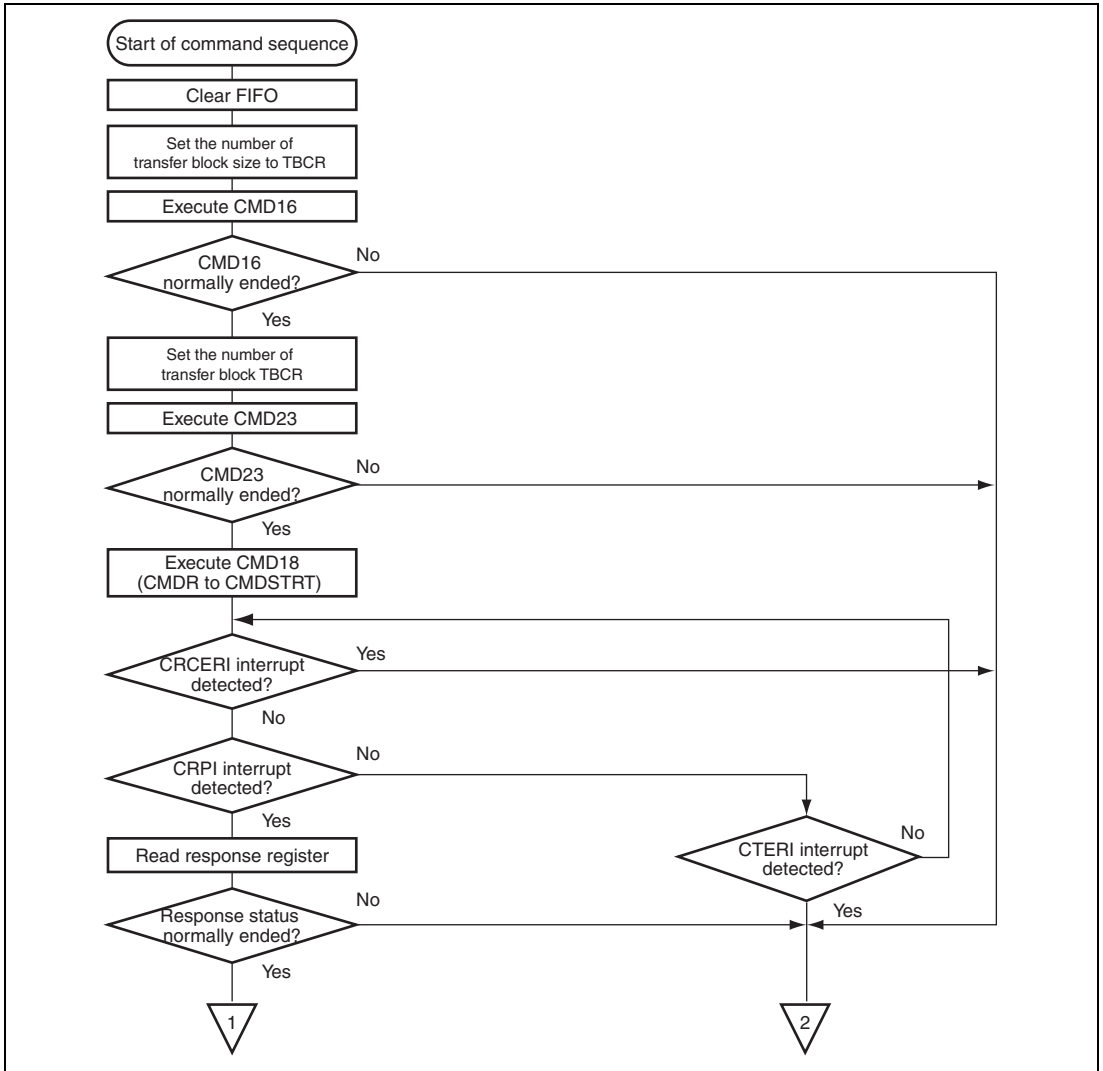 Start of command sequence
Clear FIFO
Set the number of
transfer block size to TBCR
Execute CMD16
CMD16
normally ended?
No
Yes
Set the number of
transfer block TBCR
Execute CMD23
CMD23
normally ended?
No
Yes
Execute CMD18
(CMDR to CMDSTRT)
CRCERI interrupt
detected?
Yes
No
CRPI interrupt
detected?
No
Yes
CTERI interrupt
detected?
No
Yes
Read response register
Response status
normally ended?
No
Yes
1
2